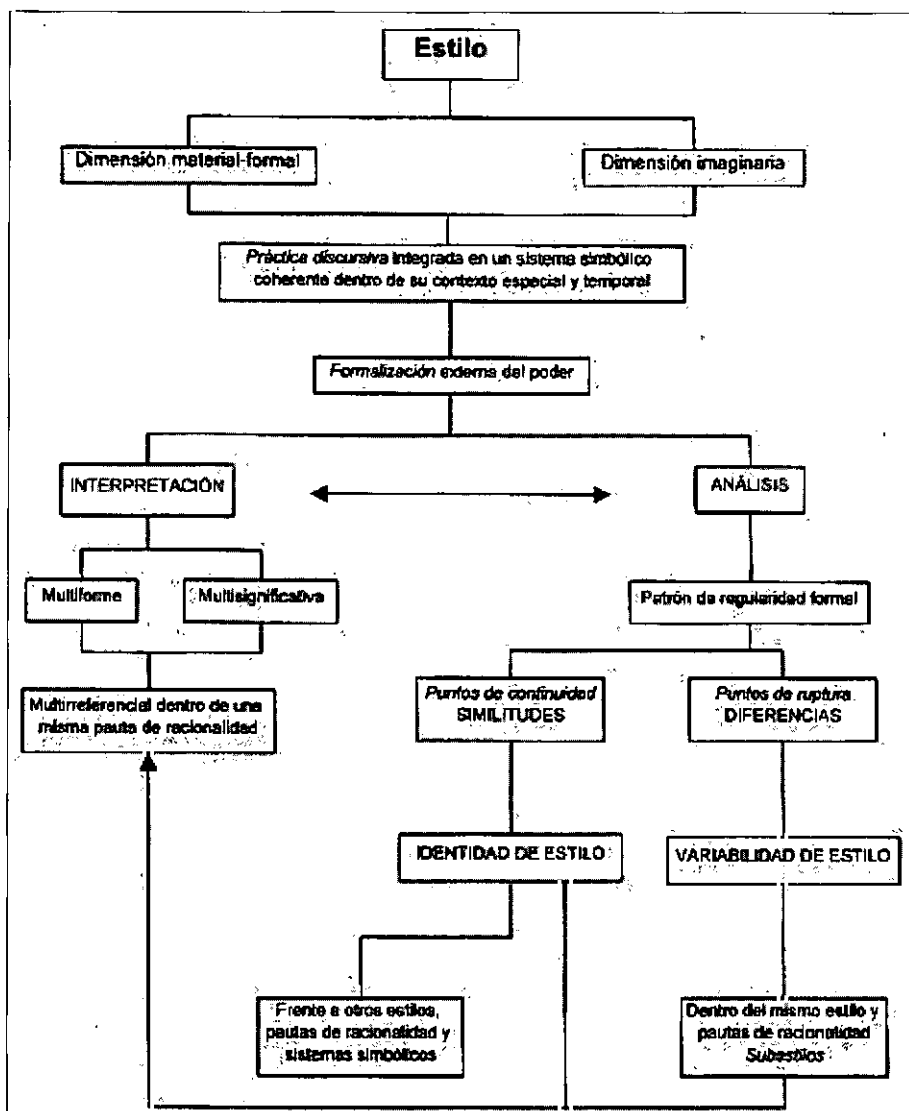 Estilo
Dimensión material-formal
Dimensión imaginaria
Práctica discursiva integrada en un sistema simbólico
coherente dentro de su contexto espacial y temporal
Formalización externa del poder
INTERPRETACIÓN
ANÁLISIS
Multiforme
Multisignificativa
Patrón de regularidad formal
Multirreferencial dentro de una
misma pauta de racionalidad
Puntos de continuidad
SIMILITUDES
Puntos de ruptura
DIFERENCIAS
IDENTIDAD DE ESTILO
VARIABILIDAD DE ESTILO
Frente a otros estilos,
pautas de racionalidad y
sistemas simbólicos
Dentro del mismo estilo y
pautas de racionalidad
Subestilos